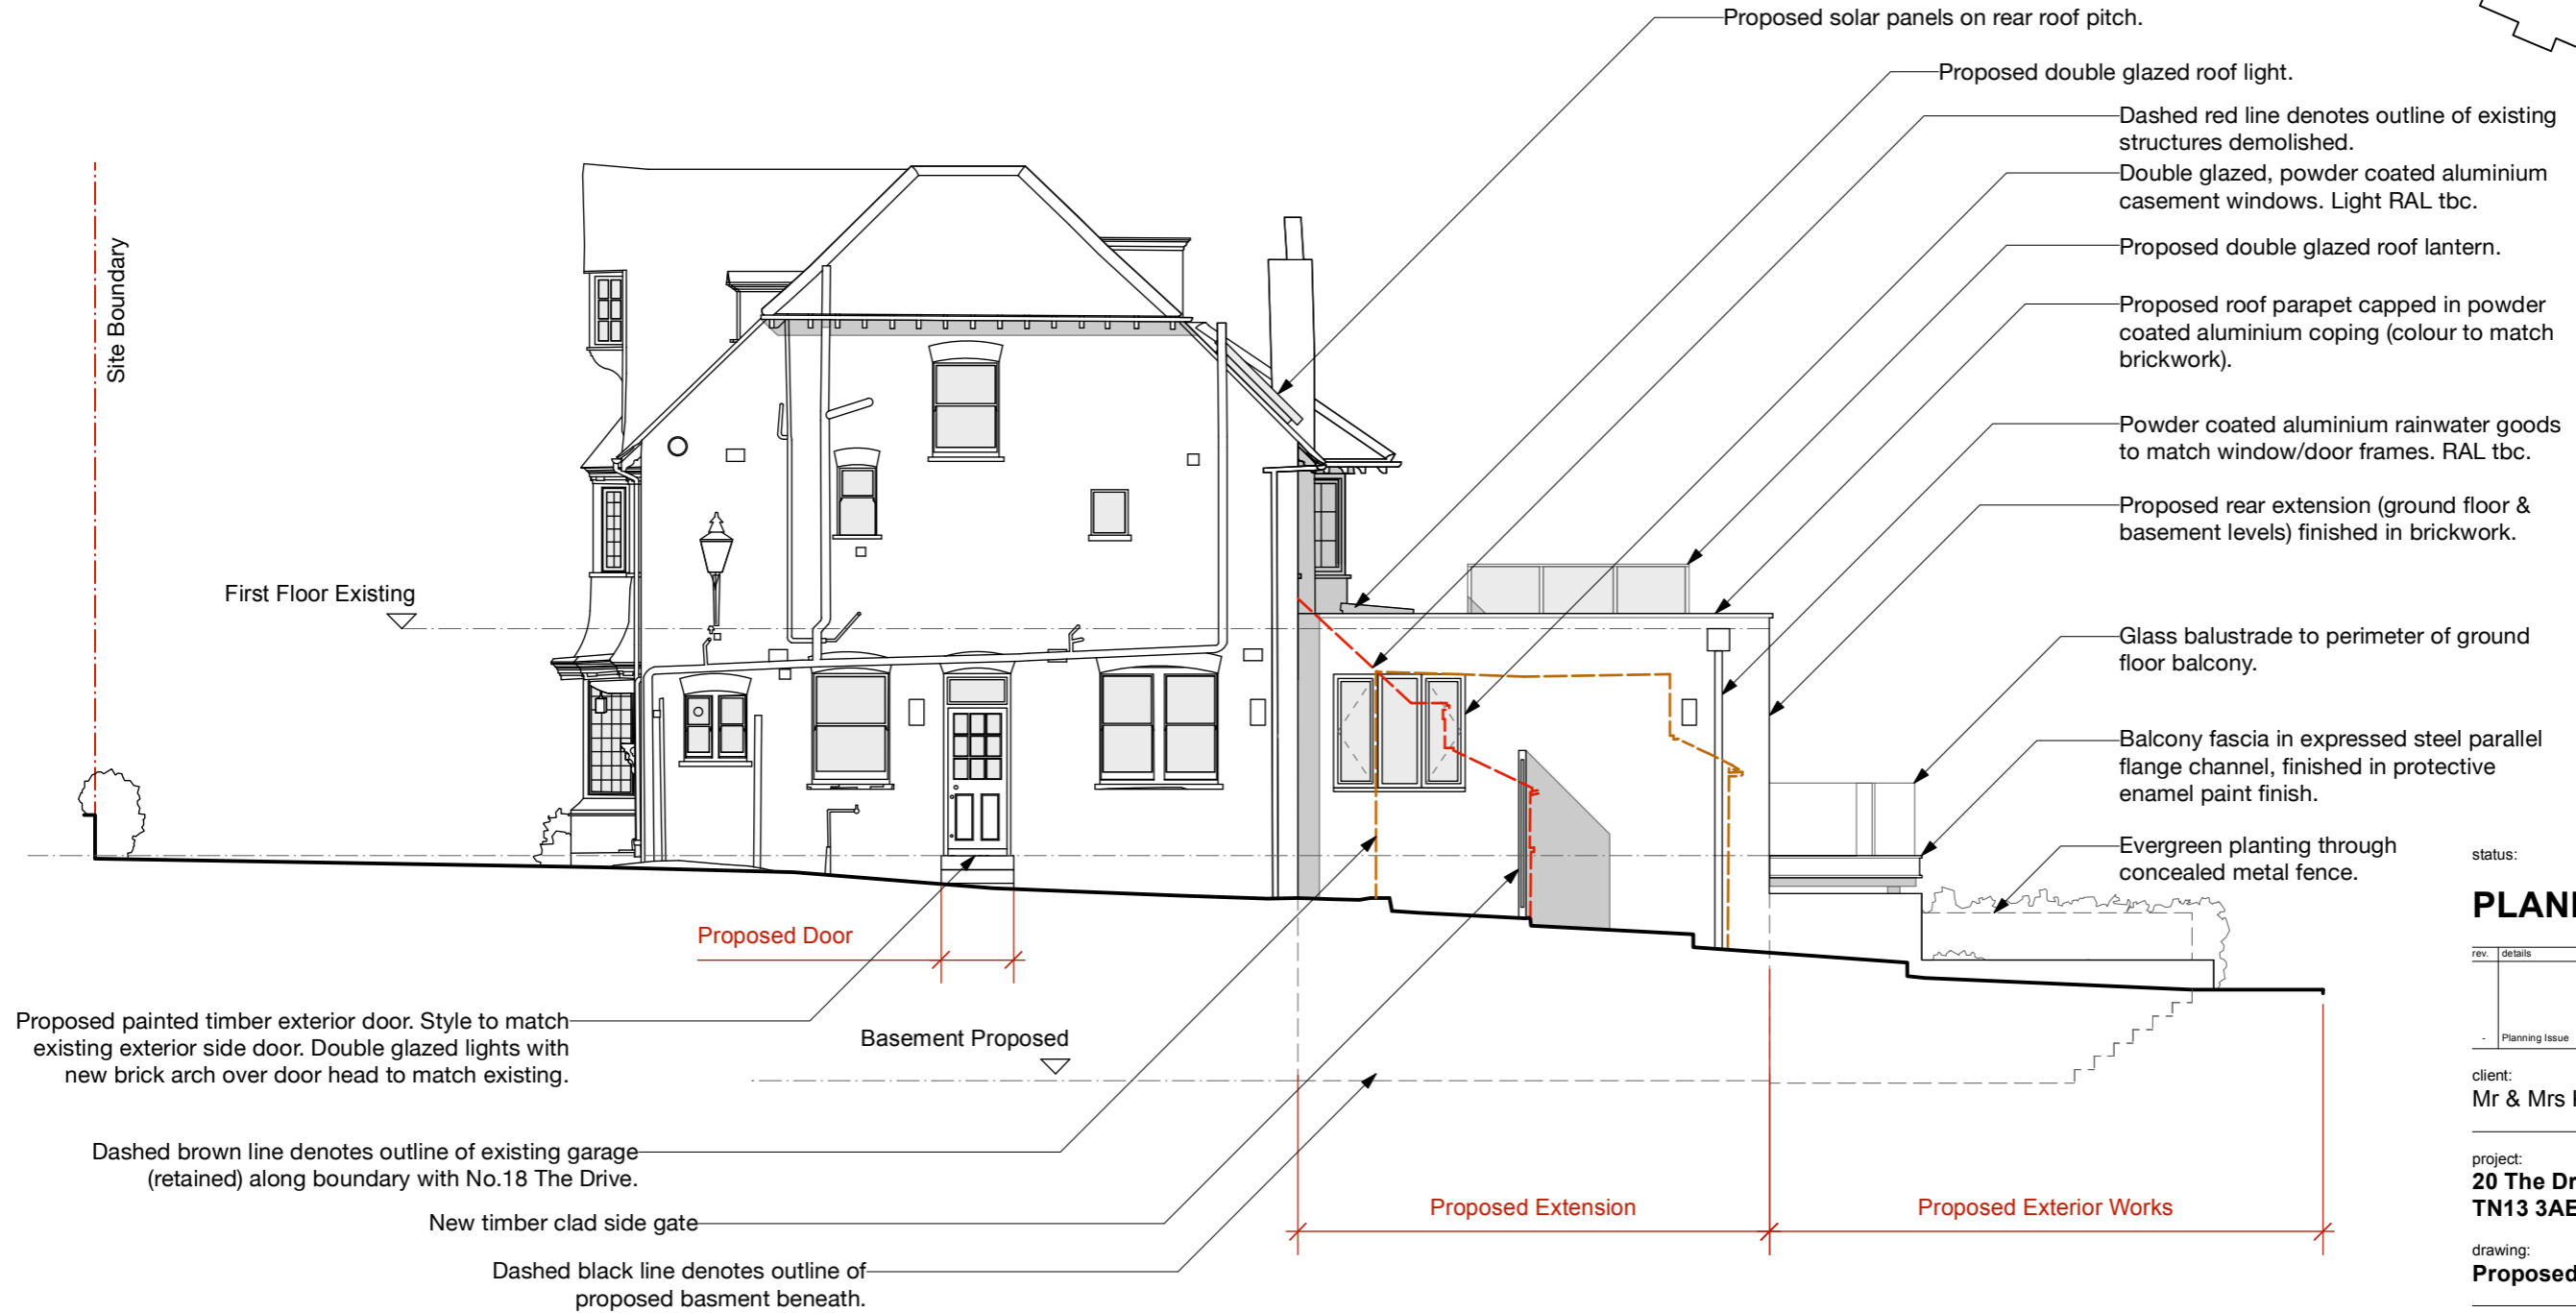 Proposed solar panels on rear roof pitch.
Proposed double glazed roof light.
Dashed red line denotes outline of existing
structures demolished.
Double glazed, powder coated aluminium
casement windows. Light RAL tbc.
Proposed double glazed roof lantern.
Proposed roof parapet capped in powder
coated aluminium coping (colour to match
brickwork).
Powder coated aluminium rainwater goods
to match window/door frames. RAL tbc.
Proposed rear extension (ground floor &
basement levels) finished in brickwork.
Glass balustrade to perimeter of ground
floor balcony.
Balcony fascia in expressed steel parallel
flange channel, finished in protective
enamel paint finish.
Evergreen planting through
concealed metal fence.
Site Boundary
First Floor Existing
Proposed Door
Proposed painted timber exterior door. Style to match
existing exterior side door. Double glazed lights with
new brick arch over door head to match existing.
Basement Proposed
Dashed brown line denotes outline of existing garage
(retained) along boundary with No.18 The Drive.
New timber clad side gate
Dashed black line denotes outline of
proposed basment beneath.
Proposed Extension
Proposed Exterior Works
status:
PLAN
rev. details
- Planning Issue
client:
Mr & Mrs
project:
20 The Dr
TN13 3AE
drawing:
Proposed